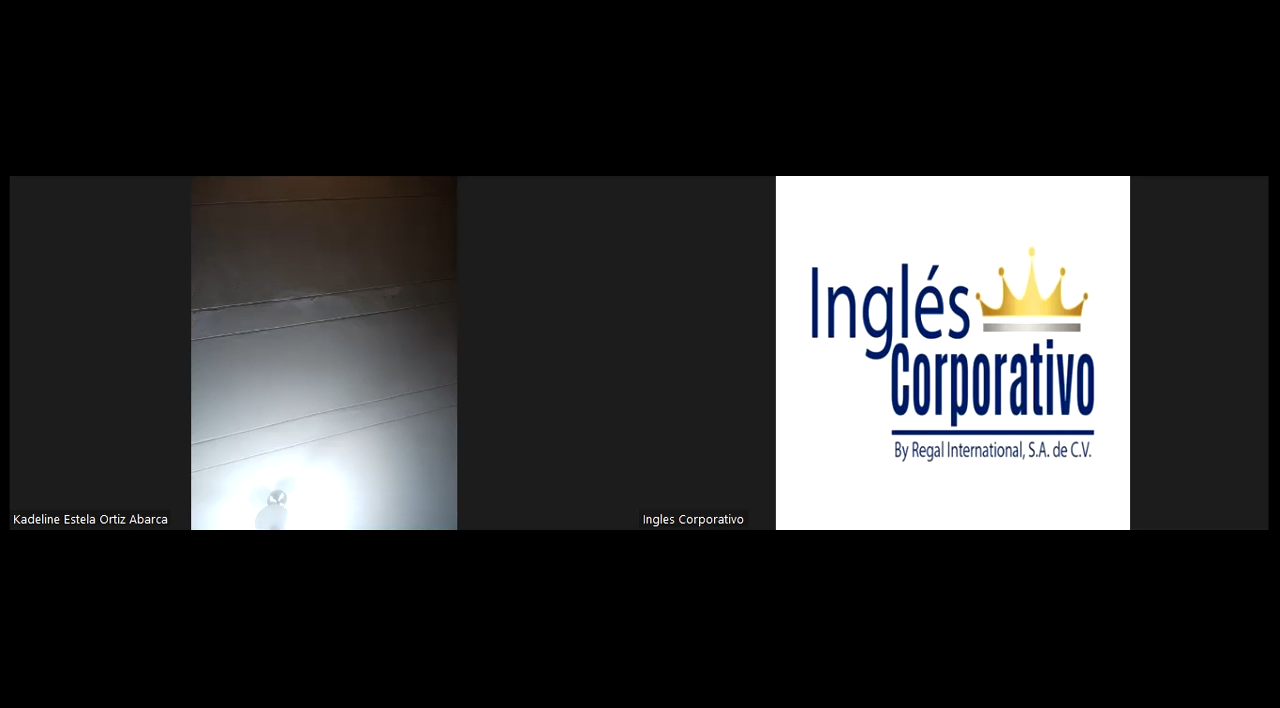 Inglés
Corporativo
By Regal International, S.A. de C.V.
Kadeline Estela Ortiz Abarca
Ingles Corporativo